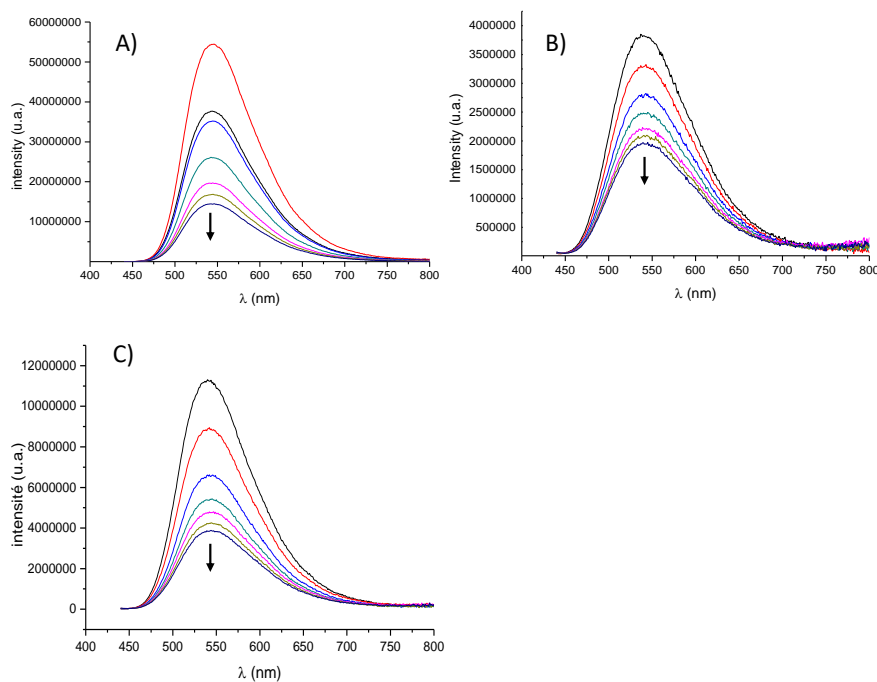 A)
intensity (u.a.)
60000000
50000000
40000000
30000000
20000000
10000000
400 450 500 550 600 650 700 750 800
λ (nm)
B)
Intensity (u.a.)
4000000
3500000
3000000
2500000
2000000
1500000
1000000
500000
400 450 500 550 600 650 700 750 800
λ (nm)
C)
intensité (u.a.)
12000000
10000000
8000000
6000000
4000000
2000000
0
400 450 500 550 600 650 700 750 800
λ (nm)